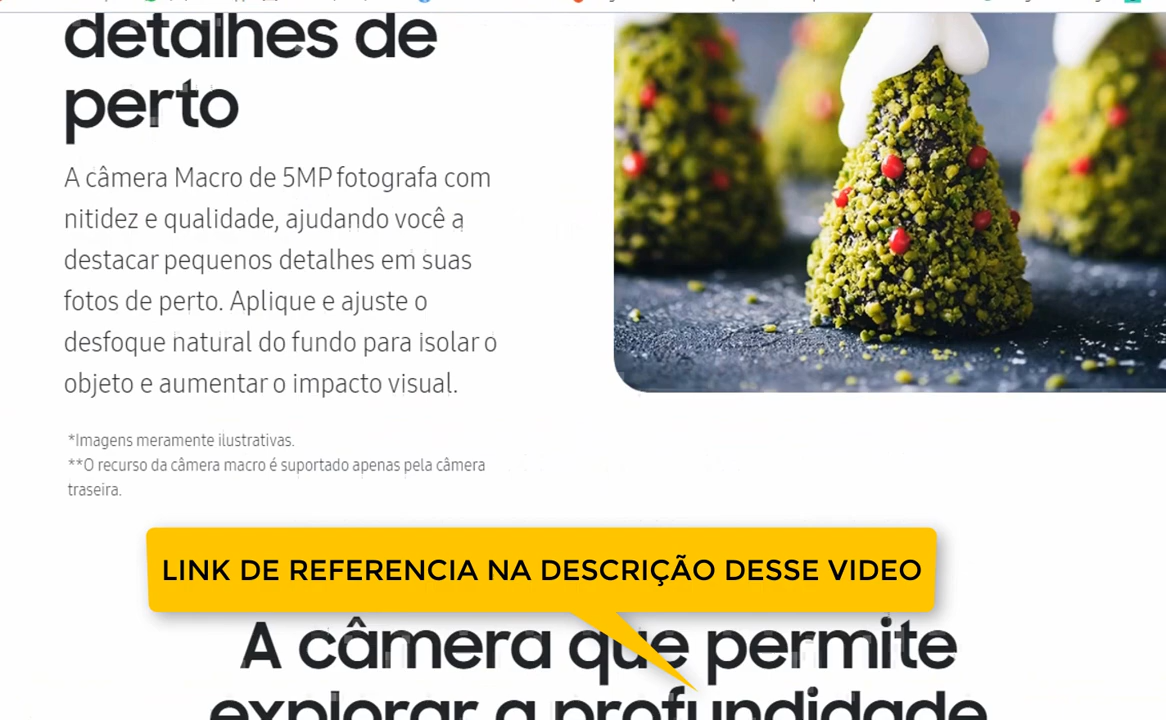 detalhes de
perto
A câmera Macro de 5MP fotografa com
nitidez e qualidade, ajudando você a
destacar pequenos detalhes em suas
fotos de perto. Aplique e ajuste o
desfoque natural do fundo para isolar o
objeto e aumentar o impacto visual.
*Imagens meramente ilustrativas.
**O recurso da câmera macro é suportado apenas pela câmera
traseira.
LINK DE REFERENCIA NA DESCRIÇÃO DESSE VIDEO
A câmera que permite
explorar a profundidade